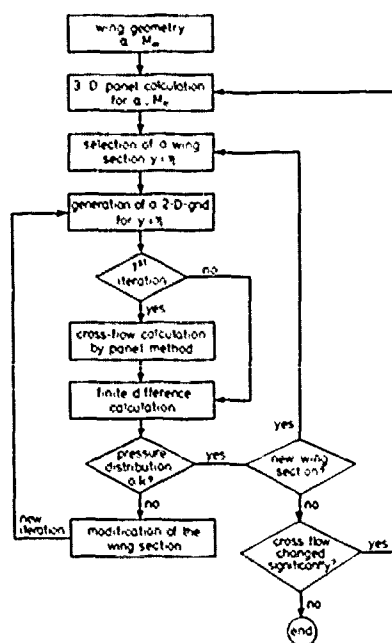 wing geometry
α , M∞
3-D panel calculation
for α , M∞
selection of a wing
section y = η
generation of a 2-D-grid
for y = η
1st
iteration
no
yes
cross-flow calculation
by panel method
finite difference
calculation
pressure
distribution
o.k.?
yes
no
modification of the
wing section
new
iteration
new wing
section?
yes
no
cross flow
changed
significantly?
yes
no
end